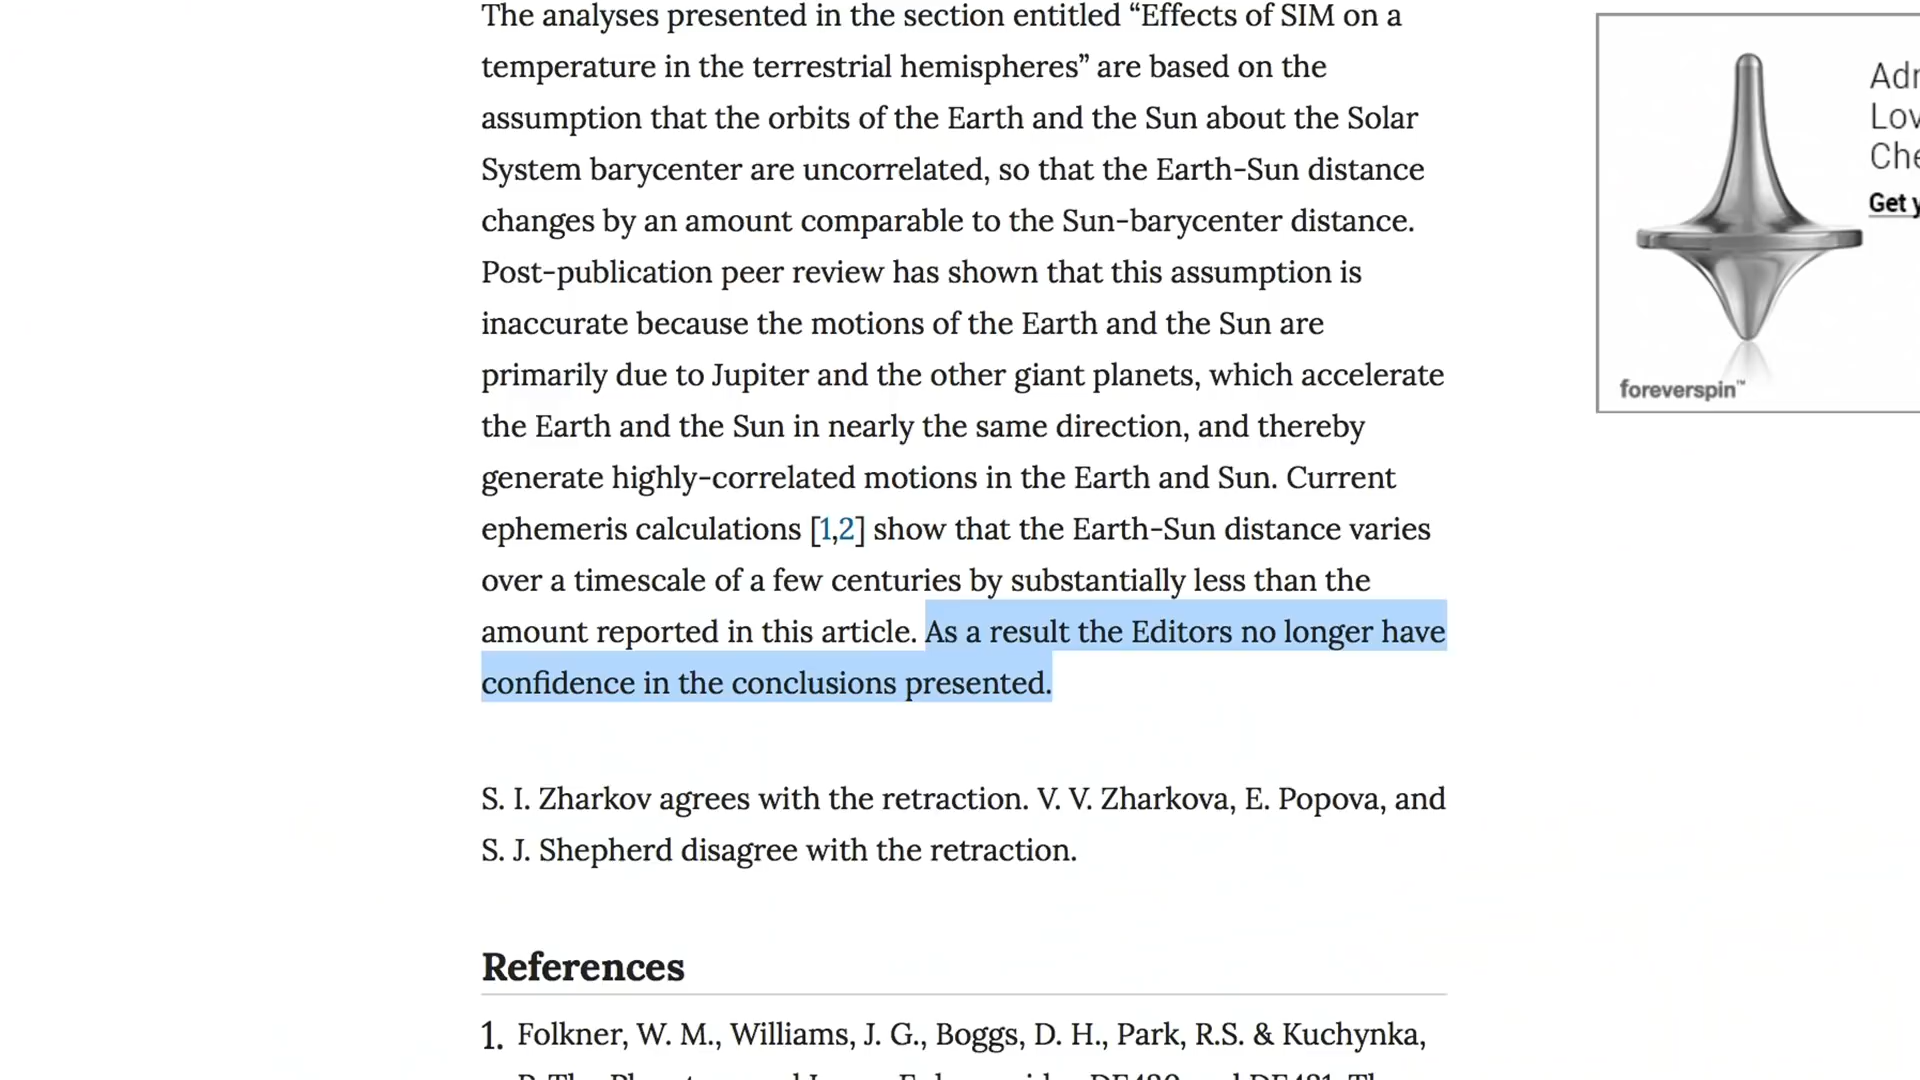 The analyses presented in the section entitled “Effects of SIM on a
temperature in the terrestrial hemispheres” are based on the
assumption that the orbits of the Earth and the Sun about the Solar
System barycenter are uncorrelated, so that the Earth-Sun distance
changes by an amount comparable to the Sun-barycenter distance.
Post-publication peer review has shown that this assumption is
inaccurate because the motions of the Earth and the Sun are
primarily due to Jupiter and the other giant planets, which accelerate
the Earth and the Sun in nearly the same direction, and thereby
generate highly-correlated motions in the Earth and Sun. Current
ephemeris calculations [1,2] show that the Earth-Sun distance varies
over a timescale of a few centuries by substantially less than the
amount reported in this article. As a result the Editors no longer have
confidence in the conclusions presented.
S. I. Zharkov agrees with the retraction. V. V. Zharkova, E. Popova, and
S. J. Shepherd disagree with the retraction.
References
1. Folkner, W. M., Williams, J. G., Boggs, D. H., Park, R.S. & Kuchynka,
Adr
Lov
Che
Get y
foreverspin™